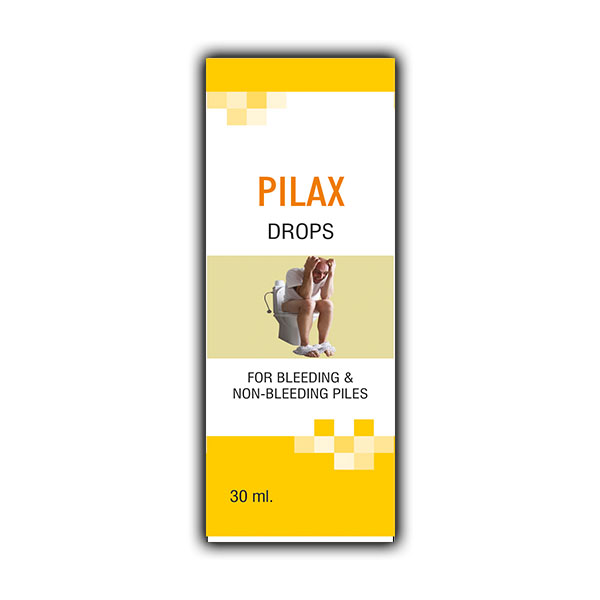 PILAX
DROPS
FOR BLEEDING &
NON-BLEEDING PILES
30 ml.